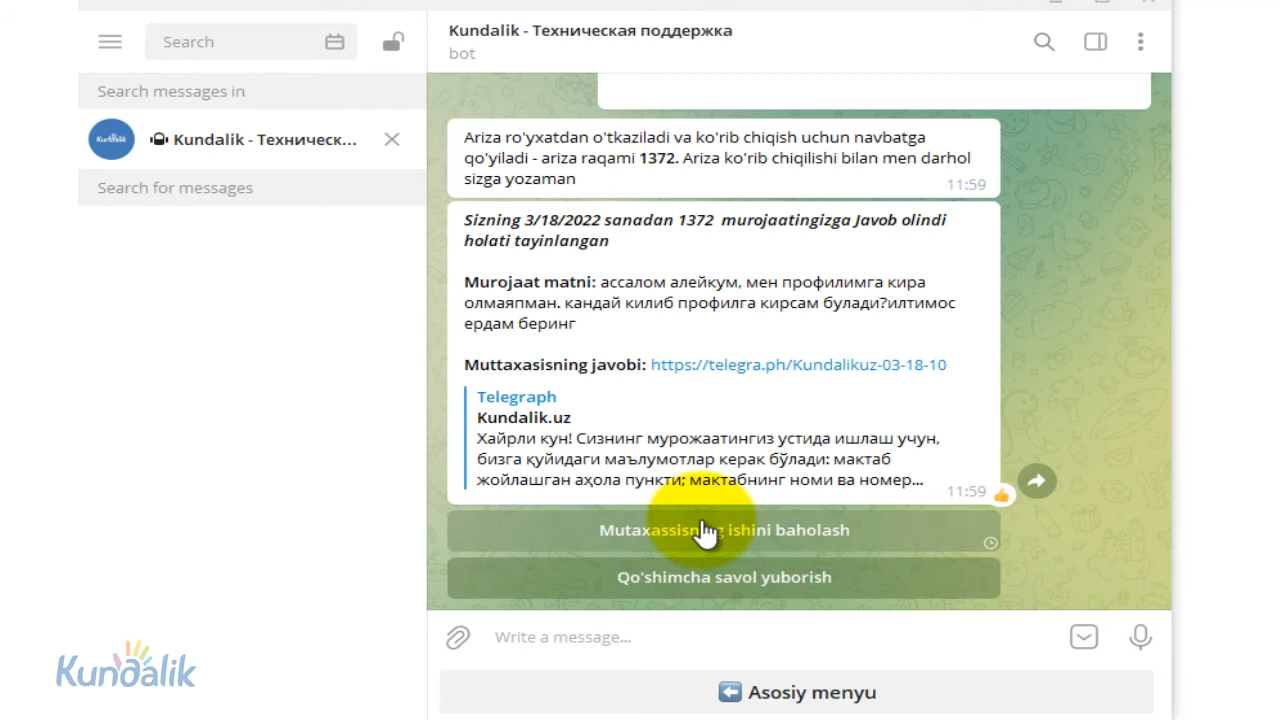 Search
Kundalik - Техническая поддержка
bot
Search messages in
Kundalik
Kundalik - Техническ...
Search for messages
Ariza ro'yxatdan o'tkaziladi va ko'rib chiqish uchun navbatga
qo'yiladi - ariza raqami 1372. Ariza ko'rib chiqilishi bilan men darhol
sizga yozaman
11:59
Sizning 3/18/2022 sanadan 1372 murojaatingizga Javob olindi
holati tayinlangan
Murojaat matni: ассалом алейкум, мен профилимга кира
олмаяпман. кандай килиб профилга кирсам булади?илтимос
ердам беринг
Muttaxasisning javobi: https://telegra.ph/Kundalikuz-03-18-10
Telegraph
Kundalik.uz
Хайрли кун! Сизнинг мурожаатингиз устида ишлаш учун,
бизга қуйидаги маълумотлар керак бўлади: мактаб
жойлашган аҳола пункти; мактабнинг номи ва номер...
11:59
Mutaxassisning ishini baholash
Qo'shimcha savol yuborish
Write a message...
Asosiy menyu
Kundalik